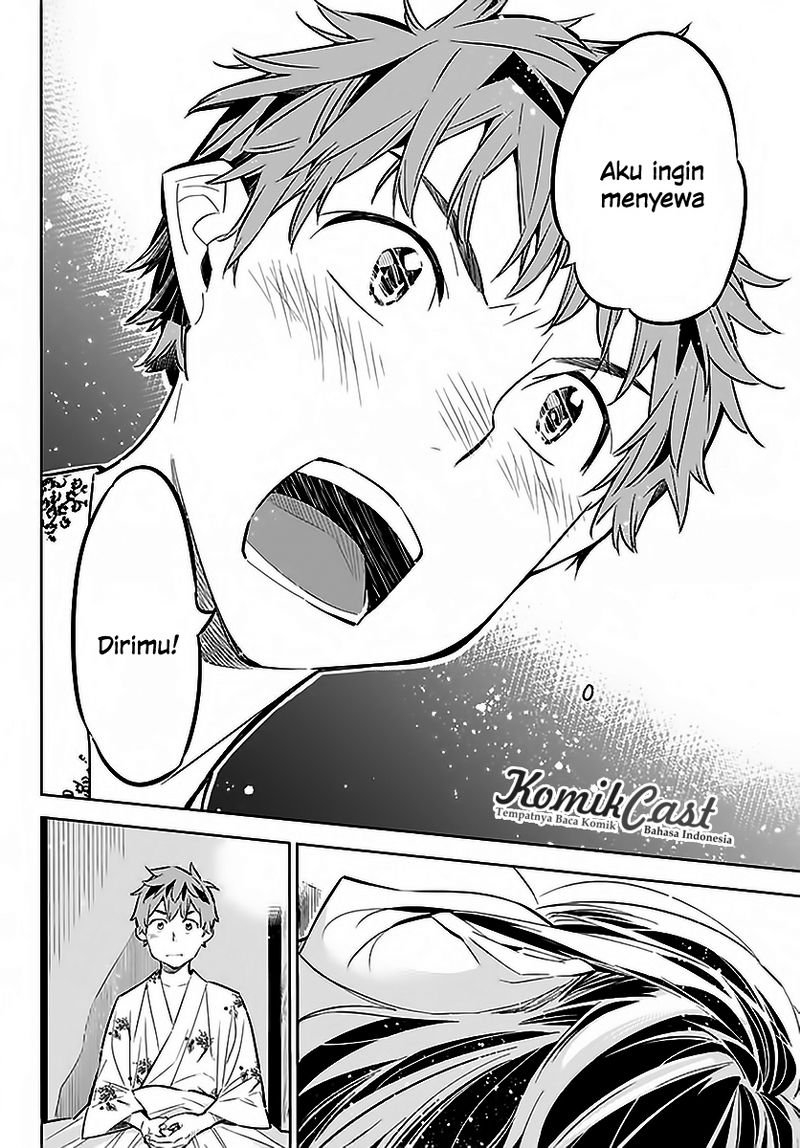 Aku ingin
menyewa
Dirimu!
KomikCast
Tempatnya Baca Komik
Bahasa Indonesia